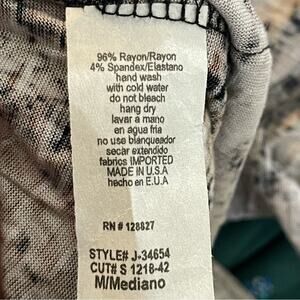 96% Rayon/Rayon
4% Spandex/Elastano
hand wash
with cold water
do not bleach
hang dry
lavar a mano
en agua fria
no use blanqueador
secar extendido
fabrics IMPORTED
MADE IN U.S.A
hecho en E.U.A
RN # 128827
STYLE# J-34654
CUT# S 1218-42
M/Mediano